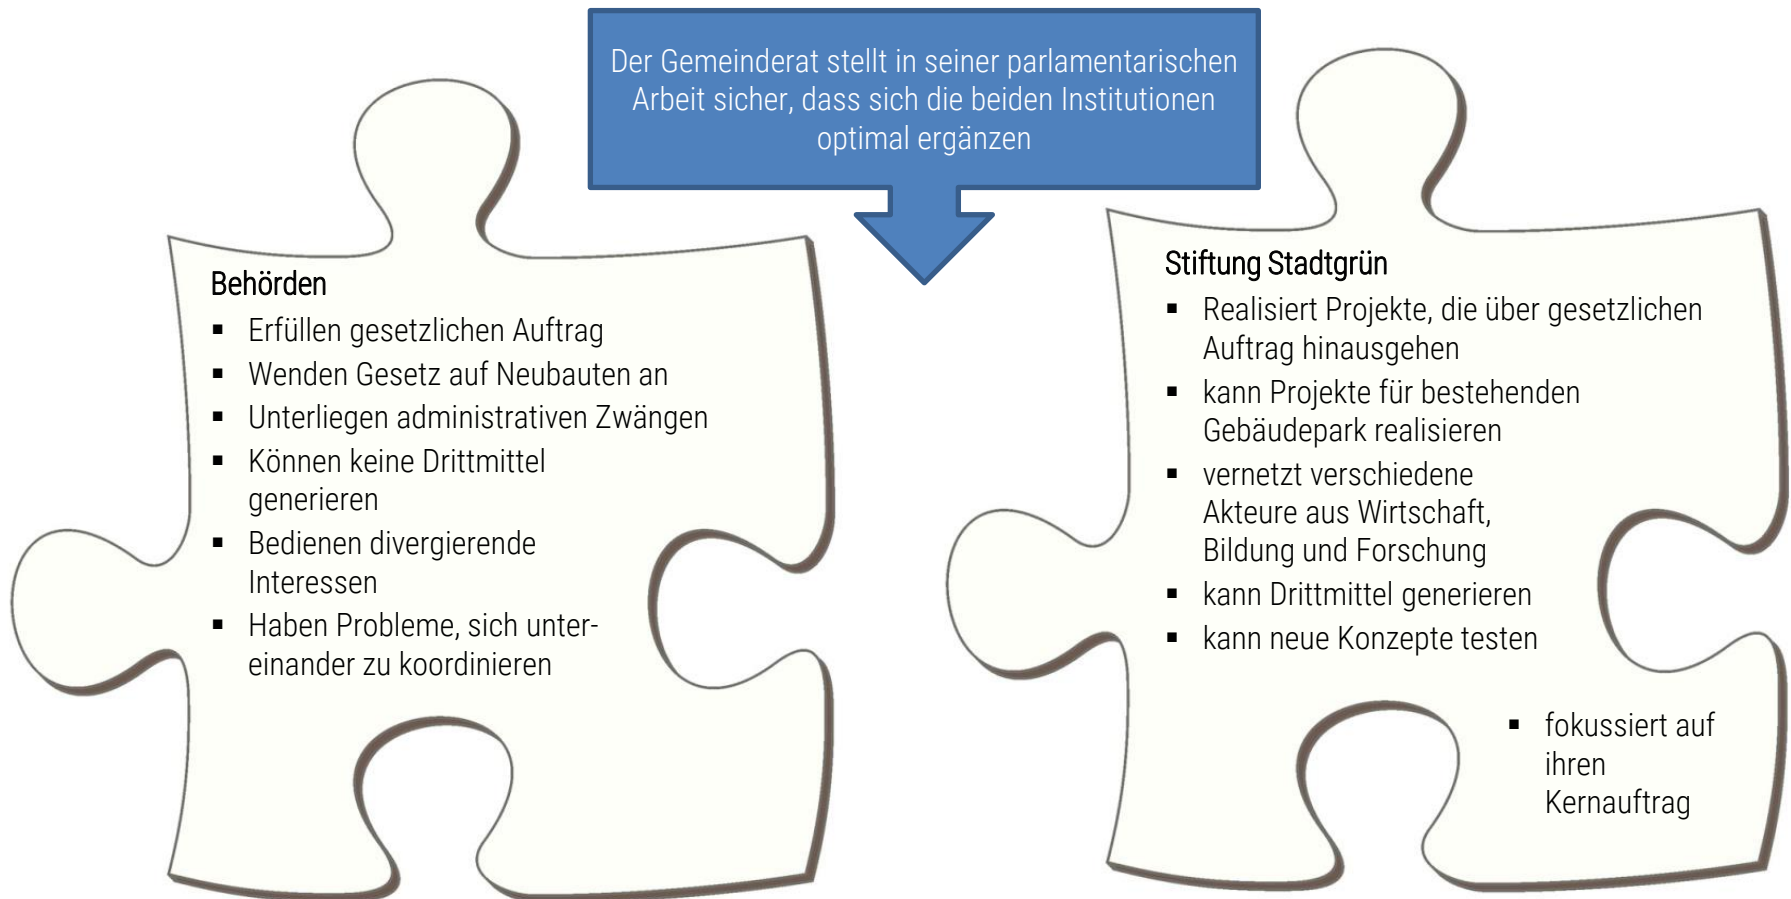 Der Gemeinderat stellt in seiner parlamentarischen
Arbeit sicher, dass sich die beiden Institutionen
optimal ergänzen
Behörden
▪ Erfüllen gesetzlichen Auftrag
▪ Wenden Gesetz auf Neubauten an
▪ Unterliegen administrativen Zwängen
▪ Können keine Drittmittel
generieren
▪ Bedienen divergierende
Interessen
▪ Haben Probleme, sich unter-
einander zu koordinieren
Stiftung Stadtgrün
▪ Realisiert Projekte, die über gesetzlichen
Auftrag hinausgehen
▪ kann Projekte für bestehenden
Gebäudepark realisieren
▪ vernetzt verschiedene
Akteure aus Wirtschaft,
Bildung und Forschung
▪ kann Drittmittel generieren
▪ kann neue Konzepte testen
▪ fokussiert auf
ihren
Kernauftrag